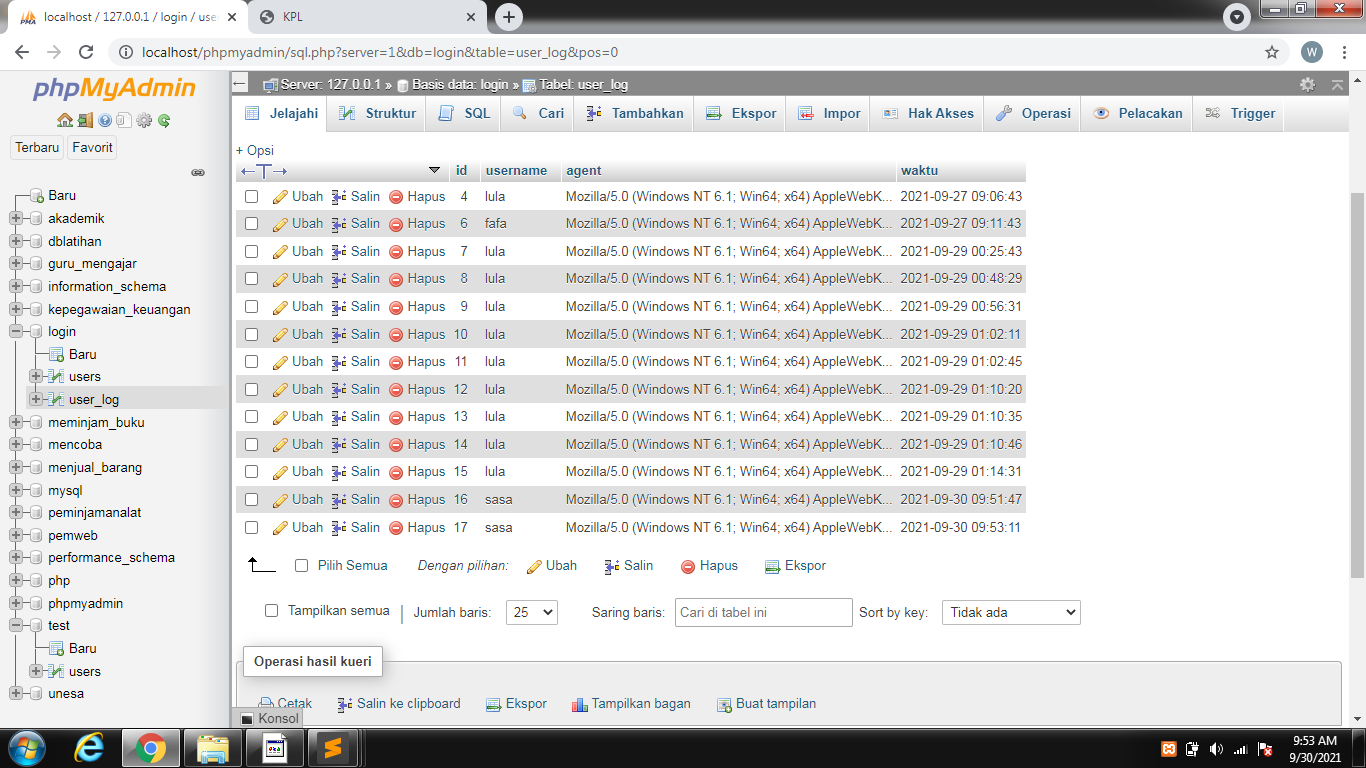 localhost / 127.0.0.1 / login / use
KPL
localhost/phpmyadmin/sql.php?server=1&db=login&table=user_log&pos=0
W
phpMyAdmin
Terbaru
Favorit
Baru
akademik
dblatihan
guru_mengajar
information_schema
kepegawaian_keuangan
login
Baru
users
user_log
meminjam_buku
mencoba
menjual_barang
mysql
peminjamanalat
pemweb
performance_schema
php
phpmyadmin
test
Baru
users
unesa
Server: 127.0.0.1 » Basis data: login » Tabel: user_log
Jelajahi Struktur SQL Cari Tambahkan Ekspor Impor Hak Akses Operasi Pelacakan Trigger
+ Opsi
←T→ id username agent waktu
Ubah Salin Hapus 4 lula Mozilla/5.0 (Windows NT 6.1; Win64; x64) AppleWebK... 2021-09-27 09:06:43
Ubah Salin Hapus 6 fafa Mozilla/5.0 (Windows NT 6.1; Win64; x64) AppleWebK... 2021-09-27 09:11:43
Ubah Salin Hapus 7 lula Mozilla/5.0 (Windows NT 6.1; Win64; x64) AppleWebK... 2021-09-29 00:25:43
Ubah Salin Hapus 8 lula Mozilla/5.0 (Windows NT 6.1; Win64; x64) AppleWebK... 2021-09-29 00:48:29
Ubah Salin Hapus 9 lula Mozilla/5.0 (Windows NT 6.1; Win64; x64) AppleWebK... 2021-09-29 00:56:31
Ubah Salin Hapus 10 lula Mozilla/5.0 (Windows NT 6.1; Win64; x64) AppleWebK... 2021-09-29 01:02:11
Ubah Salin Hapus 11 lula Mozilla/5.0 (Windows NT 6.1; Win64; x64) AppleWebK... 2021-09-29 01:02:45
Ubah Salin Hapus 12 lula Mozilla/5.0 (Windows NT 6.1; Win64; x64) AppleWebK... 2021-09-29 01:10:20
Ubah Salin Hapus 13 lula Mozilla/5.0 (Windows NT 6.1; Win64; x64) AppleWebK... 2021-09-29 01:10:35
Ubah Salin Hapus 14 lula Mozilla/5.0 (Windows NT 6.1; Win64; x64) AppleWebK... 2021-09-29 01:10:46
Ubah Salin Hapus 15 lula Mozilla/5.0 (Windows NT 6.1; Win64; x64) AppleWebK... 2021-09-29 01:14:31
Ubah Salin Hapus 16 sasa Mozilla/5.0 (Windows NT 6.1; Win64; x64) AppleWebK... 2021-09-30 09:51:47
Ubah Salin Hapus 17 sasa Mozilla/5.0 (Windows NT 6.1; Win64; x64) AppleWebK... 2021-09-30 09:53:11
Pilih Semua Dengan pilihan: Ubah Salin Hapus Ekspor
Tampilkan semua | Jumlah baris: 25 Saring baris: Cari di tabel ini Sort by key: Tidak ada
Operasi hasil kueri
Cetak Salin ke clipboard Ekspor Tampilkan bagan Buat tampilan
Konsol
9:53 AM
9/30/2021